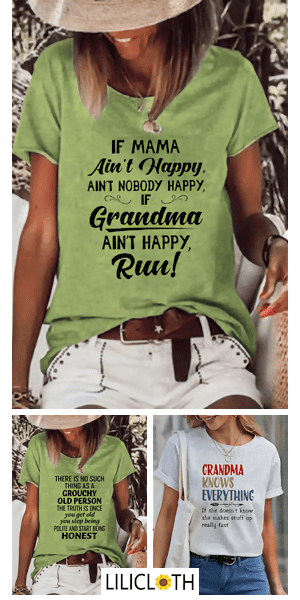 IF MAMA
Ain't Happy,
AIN'T NOBODY HAPPY,
IF
Grandma
AIN'T HAPPY,
Run!
THERE IS NO SUCH
THING AS A
GROUCHY
OLD PERSON
THE TRUTH IS ONCE
you get old
you stop being
POLITE AND START BEING
HONEST
GRANDMA
KNOWS
EVERYTHING
If she doesn't know
she makes stuff up
really fast
LILICLOTH